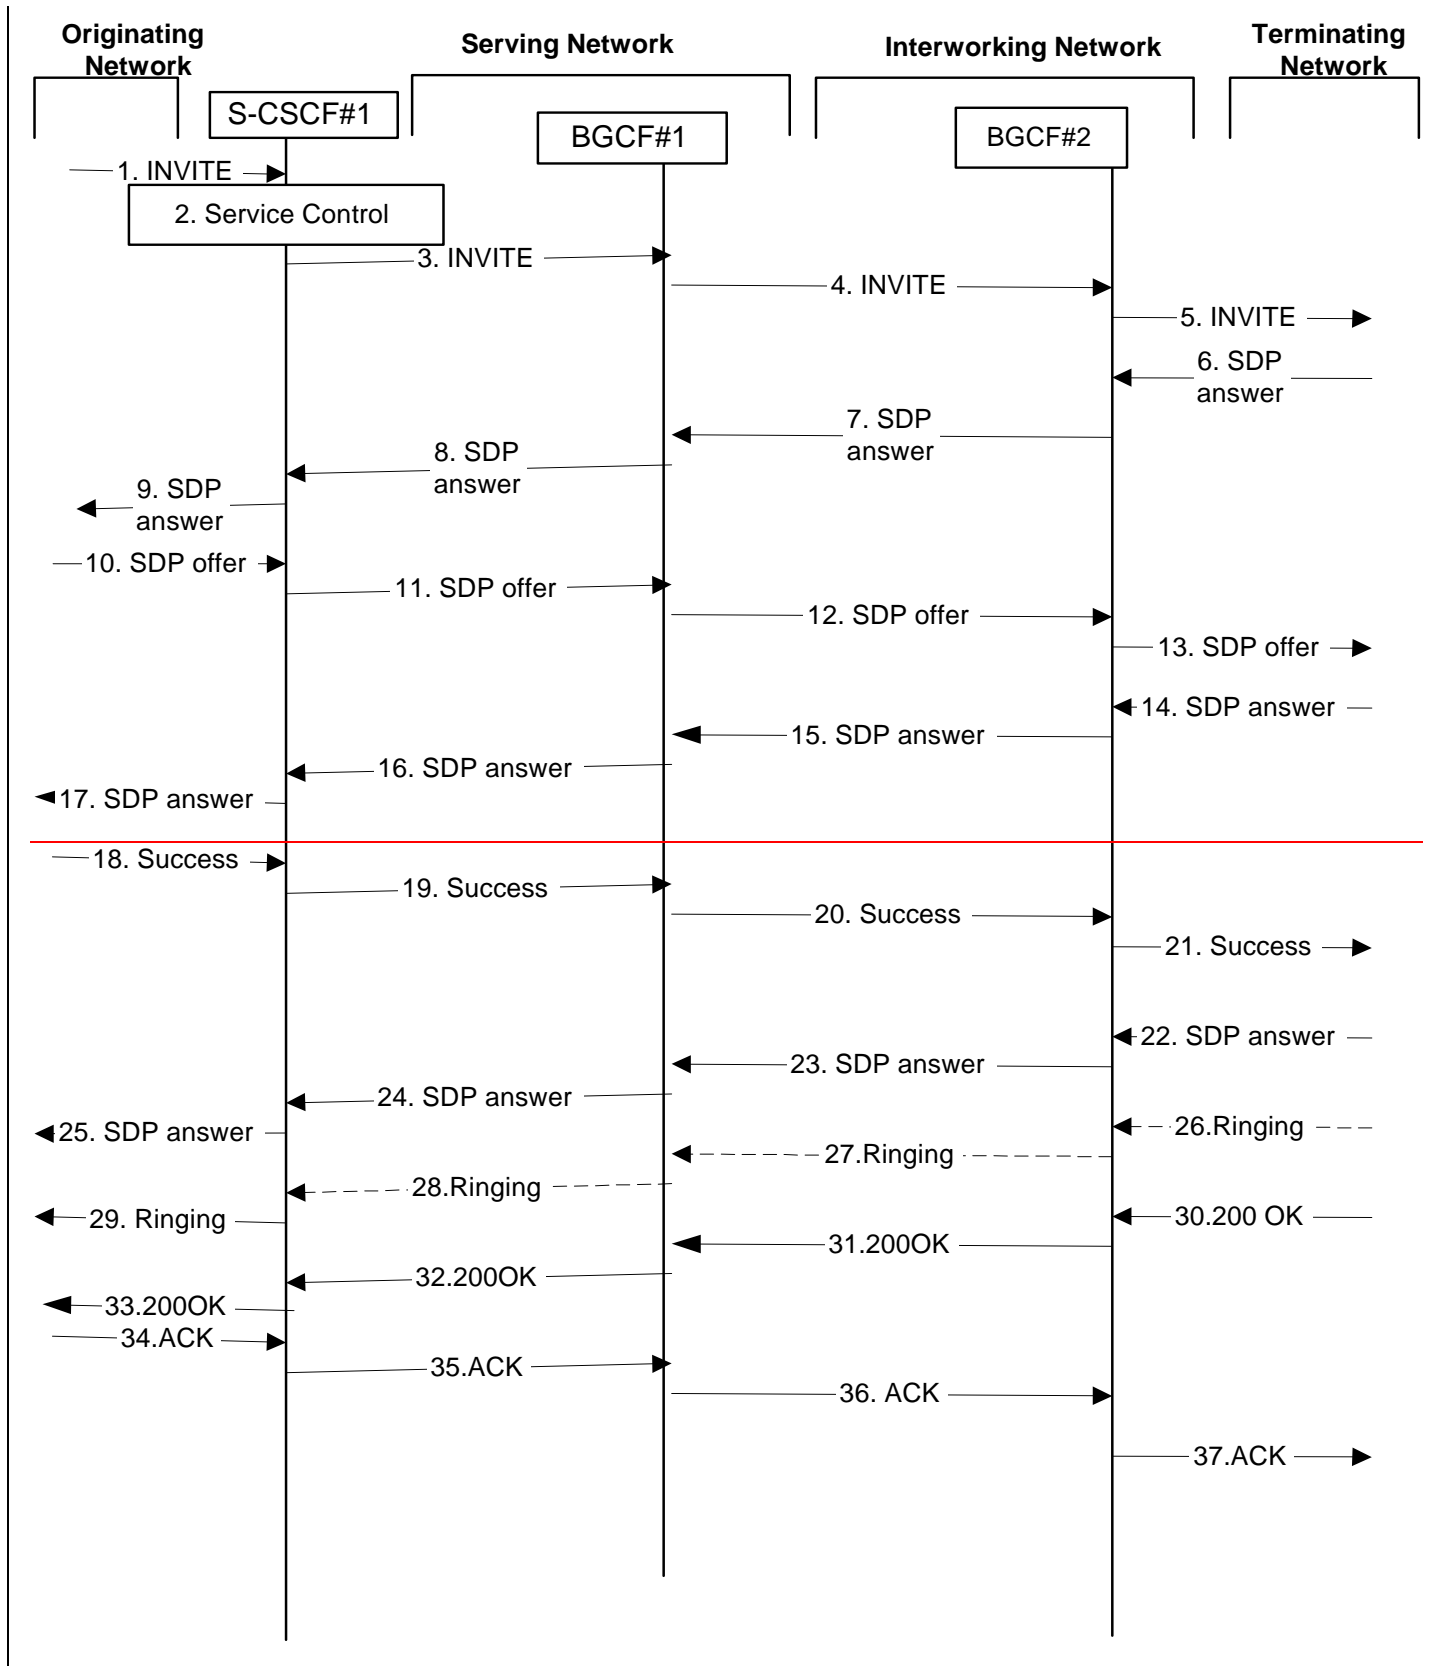 Originating
Network
Serving Network
Interworking Network
Terminating
Network
S-CSCF#1
BGCF#1
BGCF#2
1. INVITE
2. Service Control
3. INVITE
4. INVITE
5. INVITE
6. SDP
answer
7. SDP
answer
8. SDP
answer
9. SDP
answer
10. SDP offer
11. SDP offer
12. SDP offer
13. SDP offer
14. SDP answer
15. SDP answer
16. SDP answer
17. SDP answer
18. Success
19. Success
20. Success
21. Success
22. SDP answer
23. SDP answer
24. SDP answer
25. SDP answer
26.Ringing
27.Ringing
28.Ringing
29. Ringing
30.200 OK
31.200OK
32.200OK
33.200OK
34.ACK
35.ACK
36. ACK
37.ACK